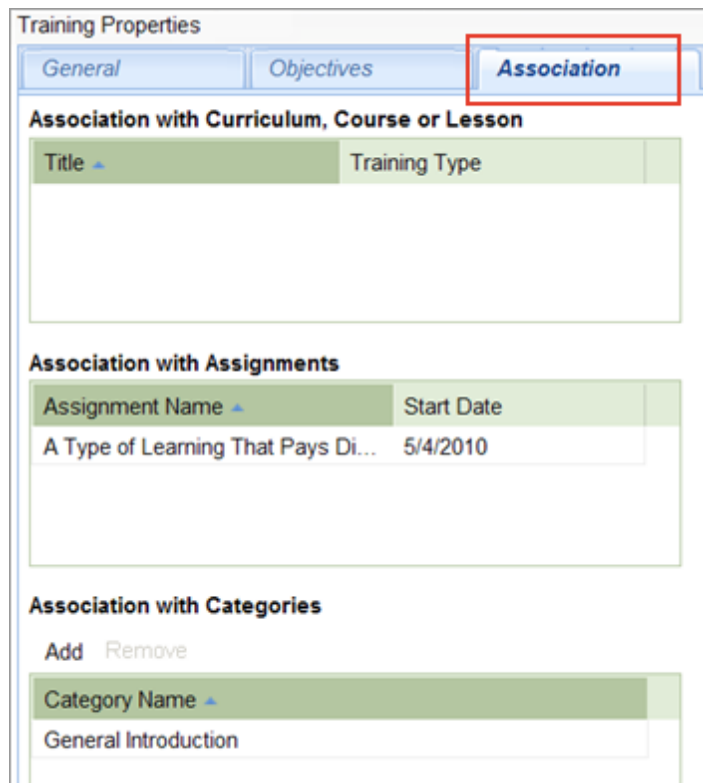 Training Properties
General Objectives Association
Association with Curriculum, Course or Lesson
Title Training Type
Association with Assignments
Assignment Name Start Date
A Type of Learning That Pays Di... 5/4/2010
Association with Categories
Add Remove
Category Name
General Introduction